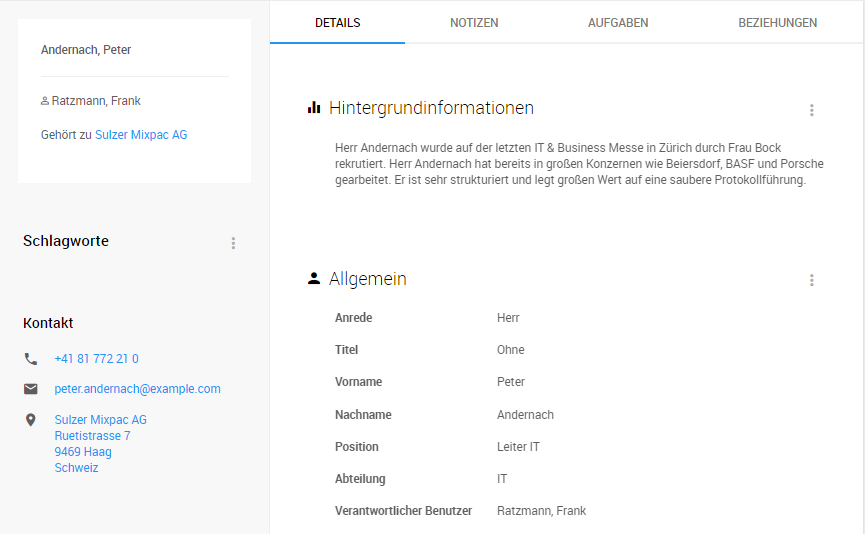 Andernach, Peter
Ratzmann, Frank
Gehört zu Sulzer Mixpac AG
Schlagworte
Kontakt
+41 81 772 21 0
peter.andernach@example.com
Sulzer Mixpac AG
Ruetistrasse 7
9469 Haag
Schweiz
DETAILS NOTIZEN AUFGABEN BEZIEHUNGEN
Hintergrundinformationen
Herr Andernach wurde auf der letzten IT & Business Messe in Zürich durch Frau Bock
rekrutiert. Herr Andernach hat bereits in großen Konzernen wie Beiersdorf, BASF und Porsche
gearbeitet. Er ist sehr strukturiert und legt großen Wert auf eine saubere Protokollführung.
Allgemein
Anrede Herr
Titel Ohne
Vorname Peter
Nachname Andernach
Position Leiter IT
Abteilung IT
Verantwortlicher Benutzer Ratzmann, Frank